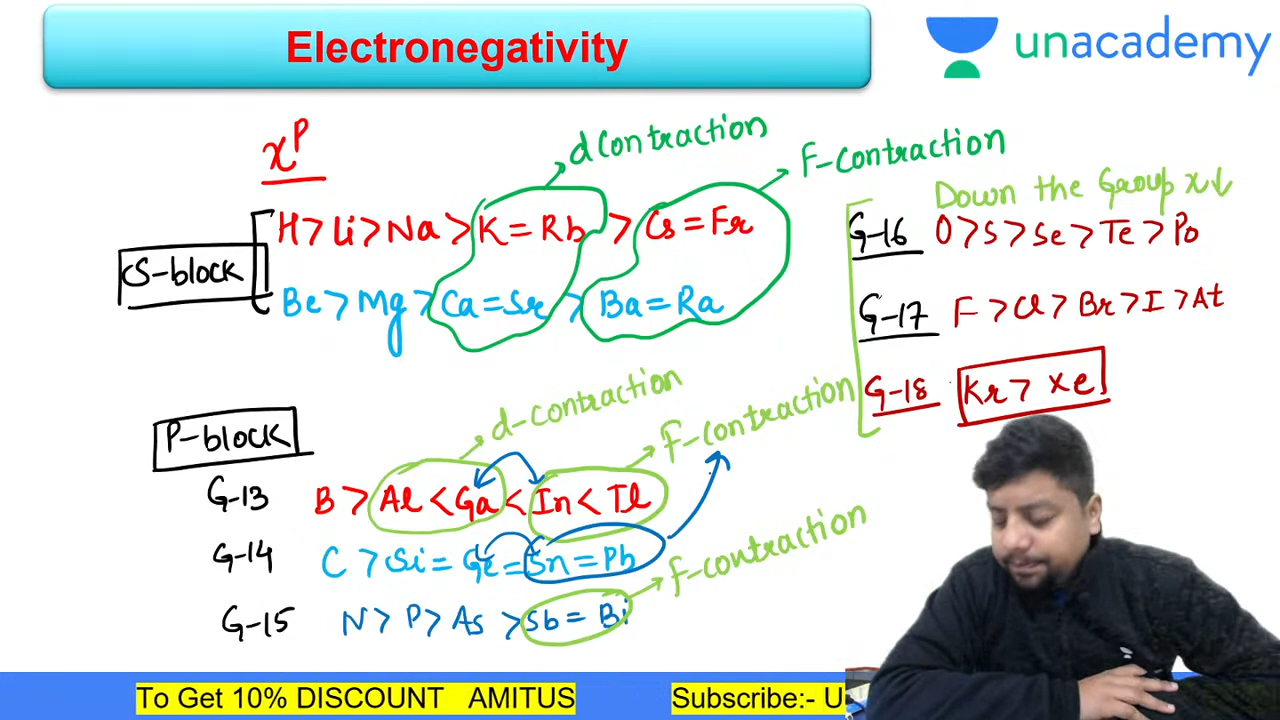 Electronegativity
unacademy
x^P
d contraction
F-contraction
S-block
H > Li > Na > K = Rb > Cs = Fr
Be > Mg > Ca = Sr > Ba = Ra
Down the Group x↓
G-16 O > S > Se > Te > Po
G-17 F > Cl > Br > I > At
G-18 Kr > Xe
P-block
d-contraction
F-contraction
G-13 B > Al < Ga < In < Tl
G-14 C > Si = Ge = Sn = Pb
f-contraction
G-15 N > P > As > Sb = Bi
To Get 10% DISCOUNT AMITUS
Subscribe:- U